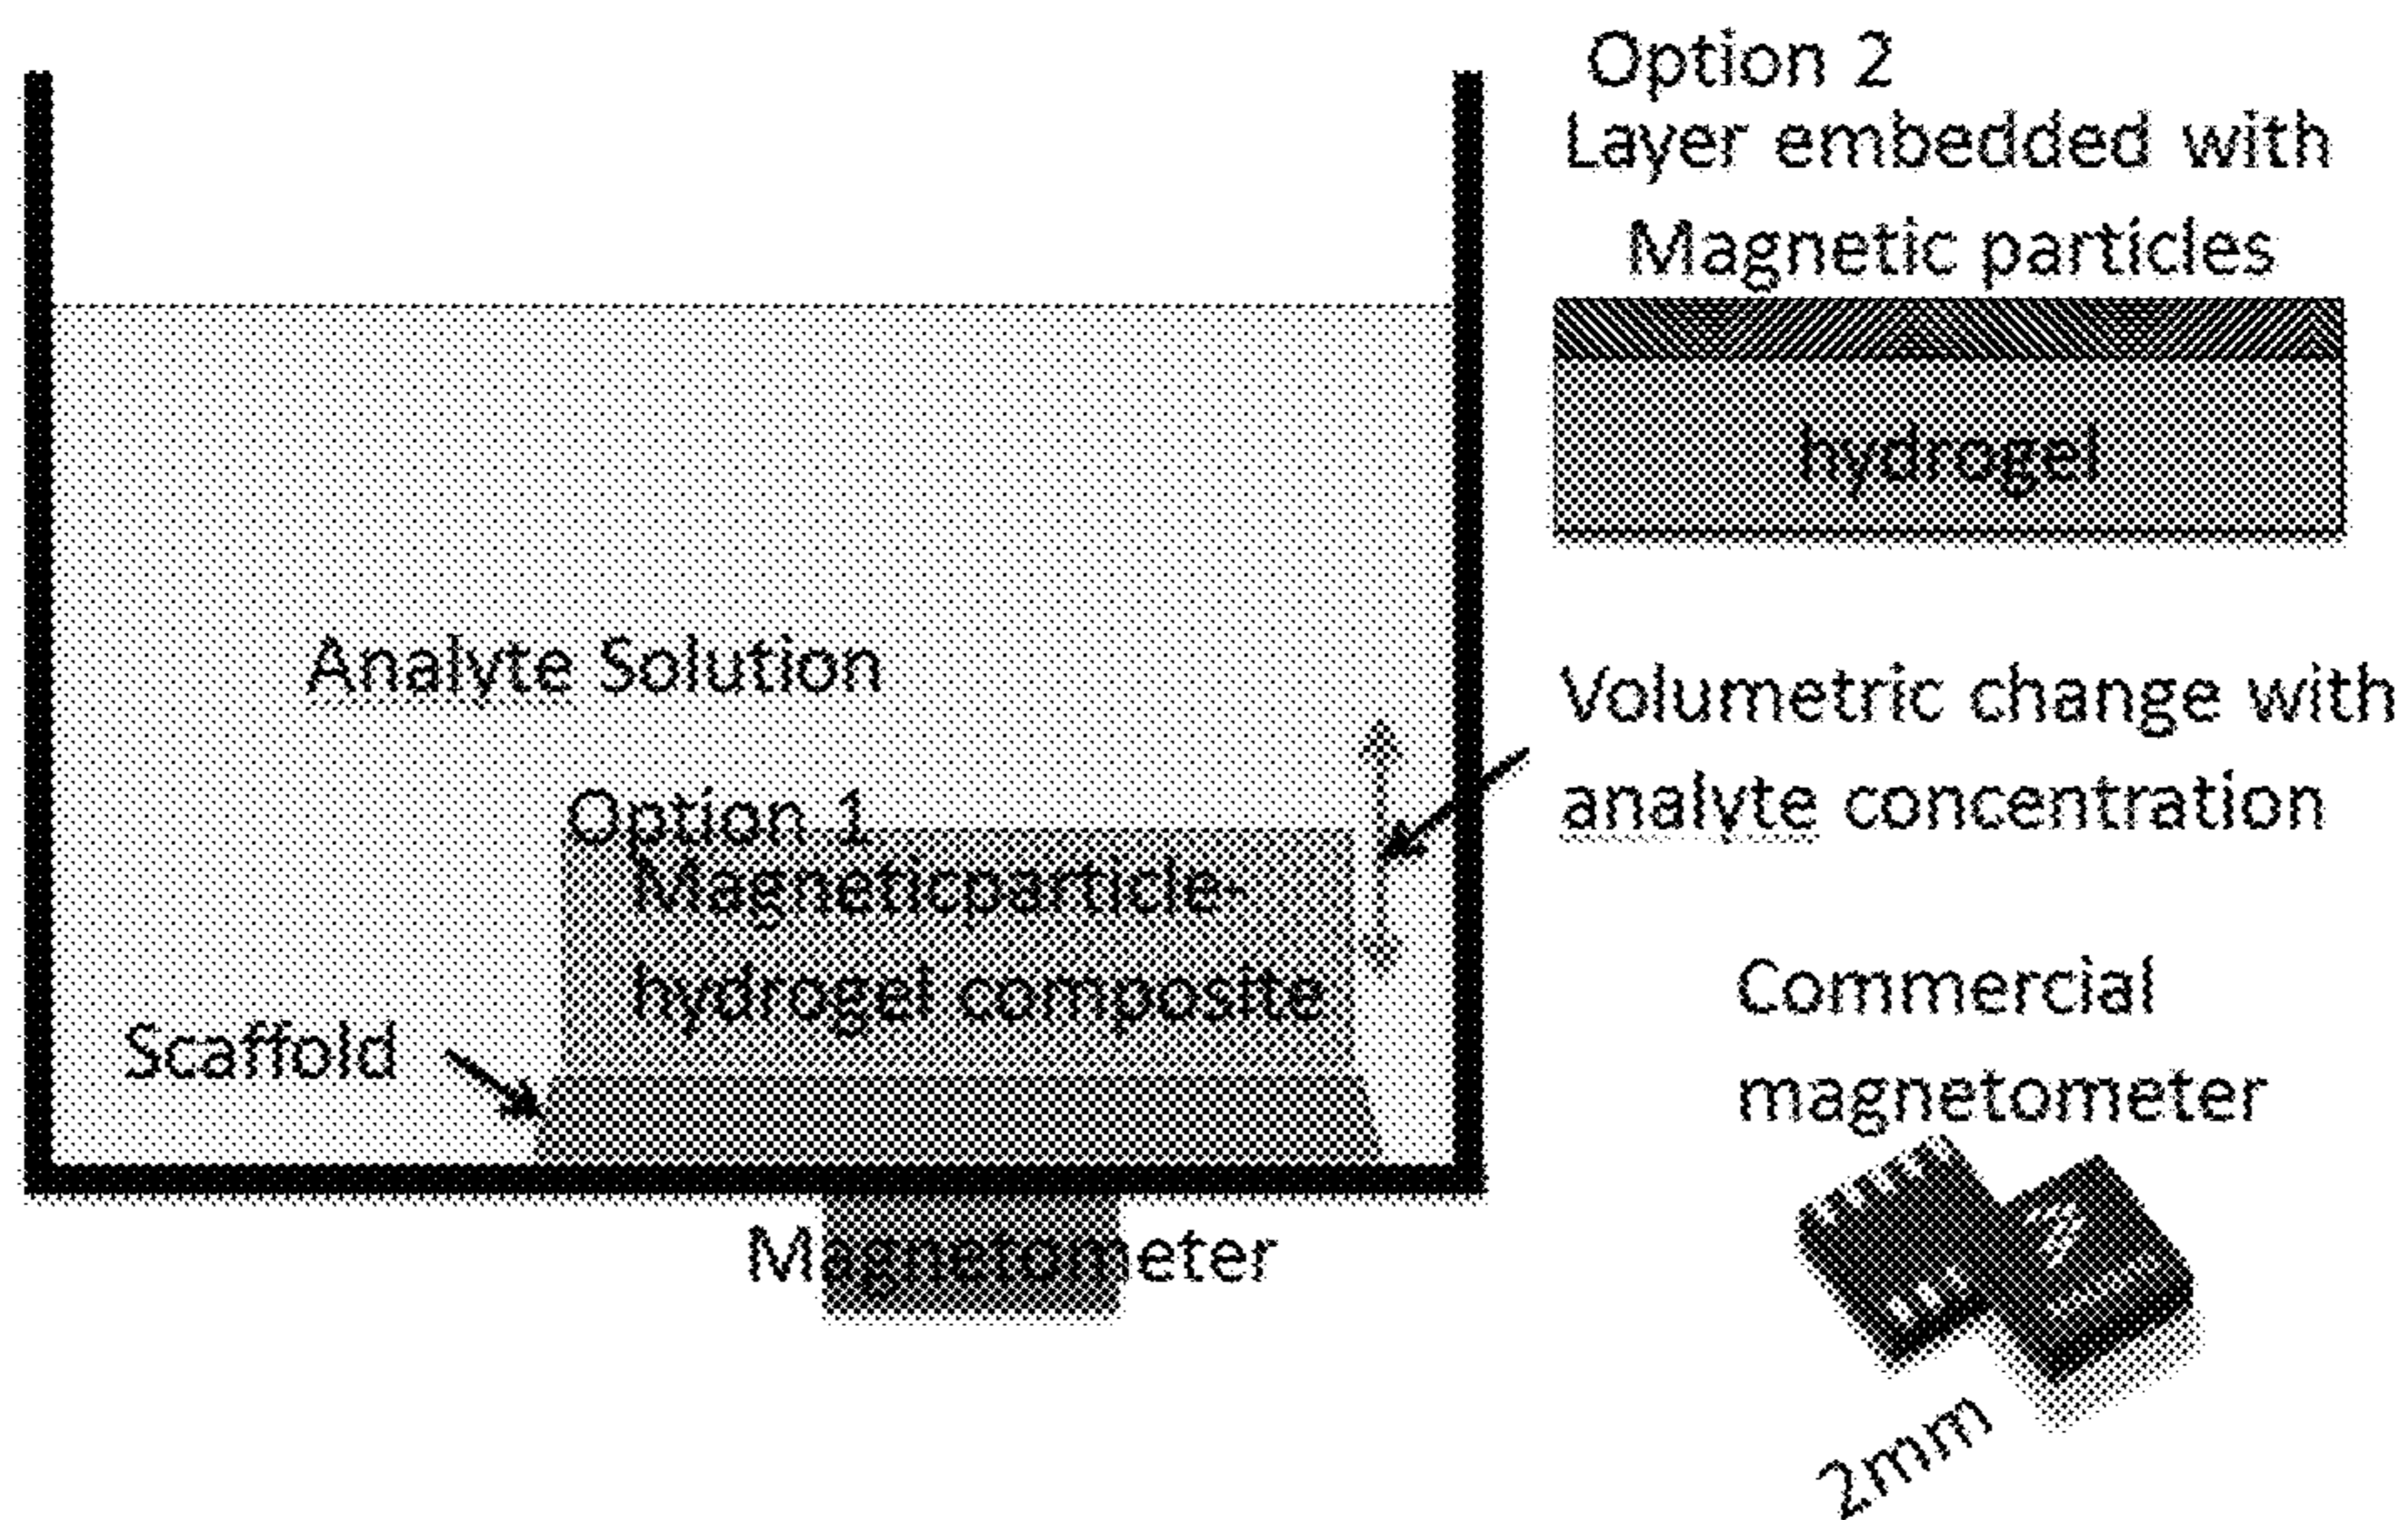 Option 2
Layer embedded with
Magnetic particles
hydrogel
Analyte Solution
Volumetric change with
analyte concentration
Option 1
Magneticparticle-
hydrogel composite
Scaffold
Commercial
magnetometer
Magnetometer
2mm